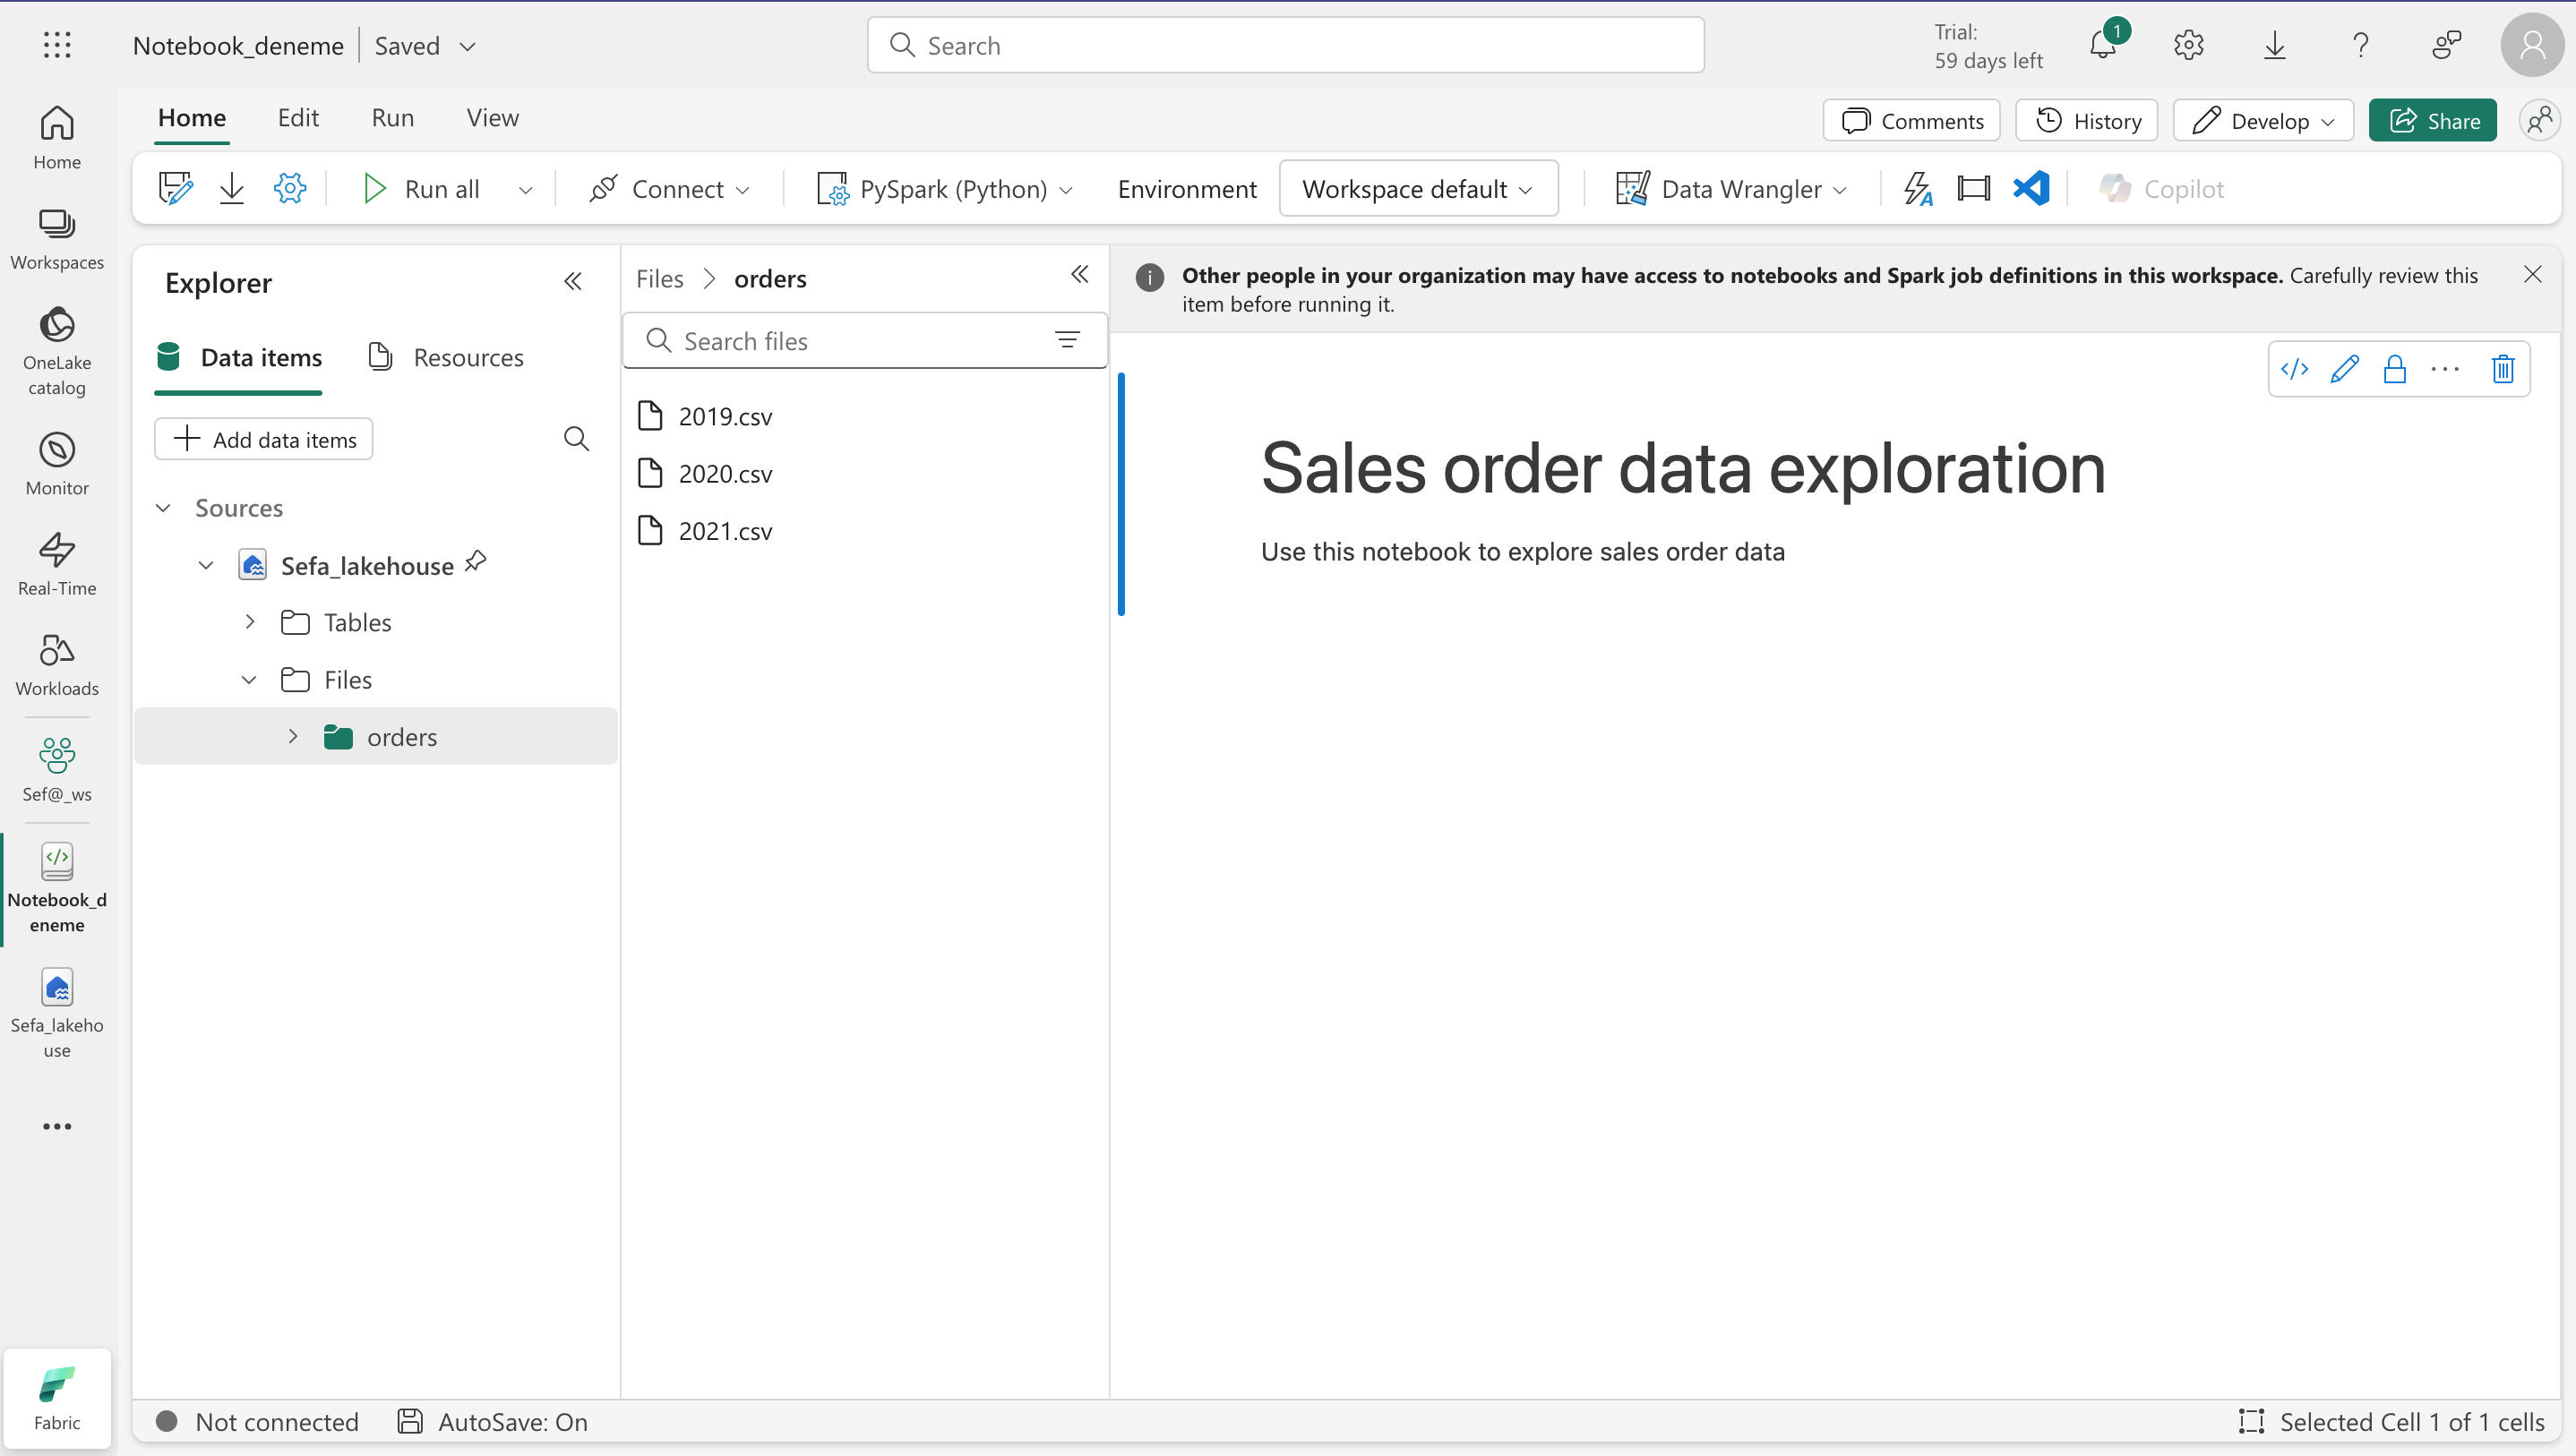 Notebook_deneme
Saved
Search
Trial:
59 days left
1
Home
Edit
Run
View
Comments
History
Develop
Share
Run all
Connect
PySpark (Python)
Environment
Workspace default
Data Wrangler
Copilot
Home
Workspaces
OneLake
catalog
Monitor
Real-Time
Workloads
Sef@_ws
Notebook_d
eneme
Sefa_lakeho
use
Fabric
Explorer
Data items
Resources
Add data items
Sources
Sefa_lakehouse
Tables
Files
orders
Files
orders
Search files
2019.csv
2020.csv
2021.csv
Other people in your organization may have access to notebooks and Spark job definitions in this workspace. Carefully review this
item before running it.
Sales order data exploration
Use this notebook to explore sales order data
Not connected
AutoSave: On
Selected Cell 1 of 1 cells